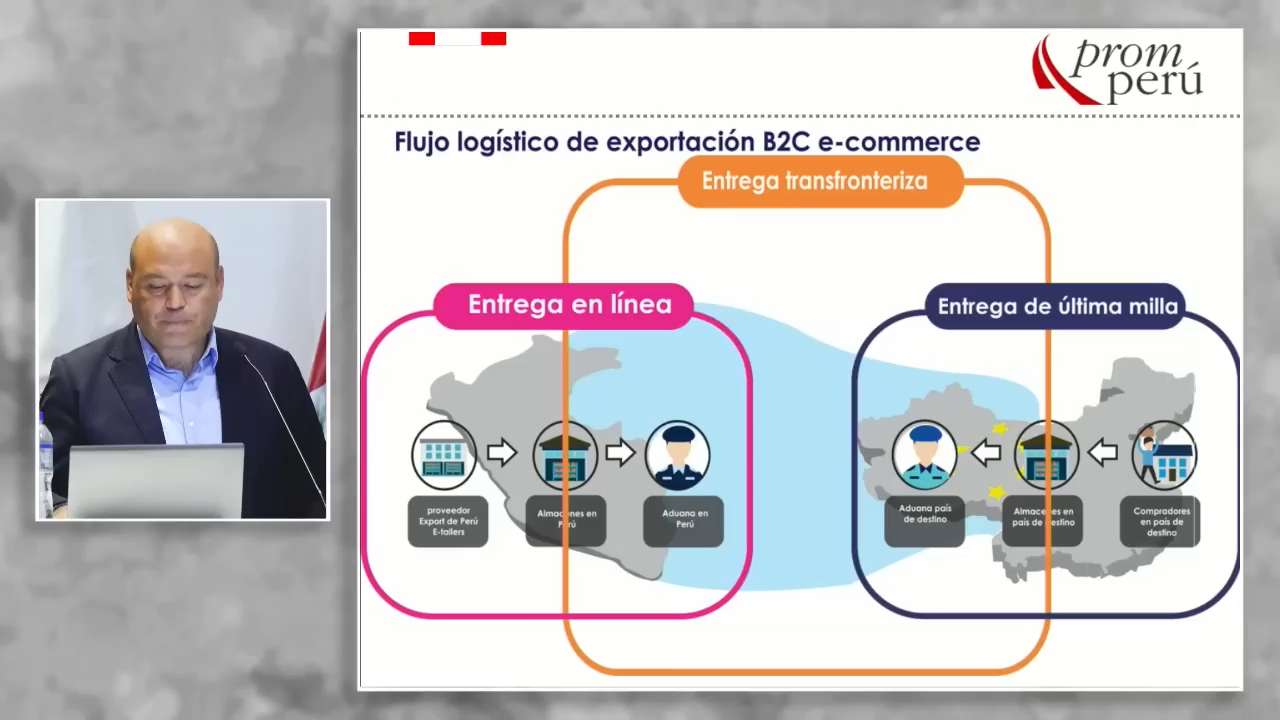 prom
perú
Flujo logístico de exportación B2C e-commerce
Entrega transfronteriza
Entrega en línea
Entrega de última milla
proveedor
Export de Perú
E-tailers
Almacenes en
Perú
Aduana en
Perú
Aduana país
de destino
Almacenes en
país de destino
Compradores
en país de
destino